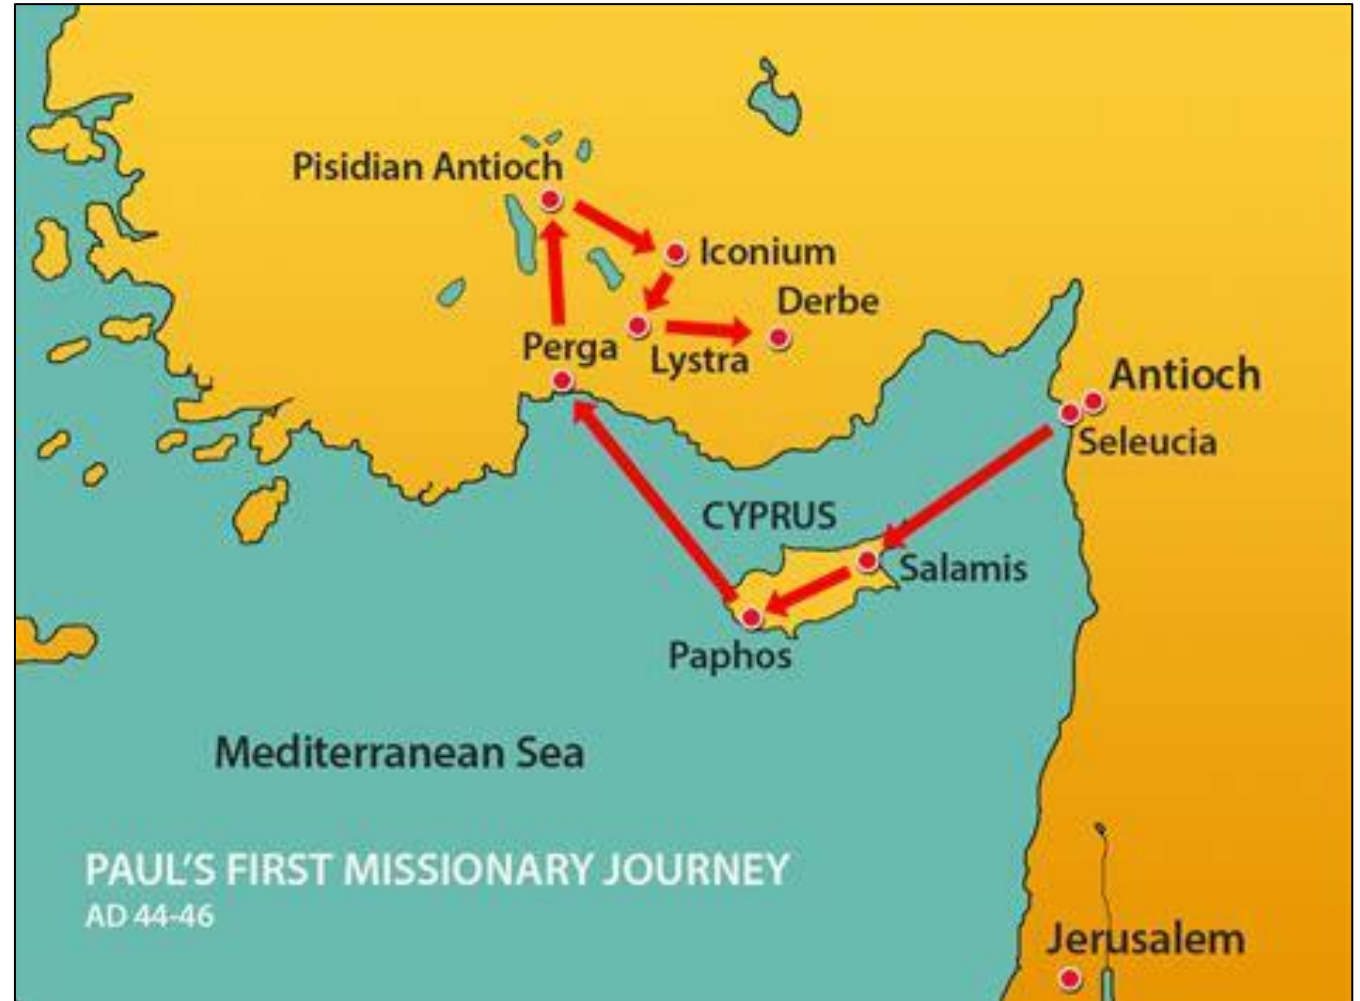 Pisidian Antioch
Iconium
Derbe
Perga
Lystra
Antioch
Seleucia
CYPRUS
Salamis
Paphos
Mediterranean Sea
PAUL'S FIRST MISSIONARY JOURNEY
AD 44-46
Jerusalem